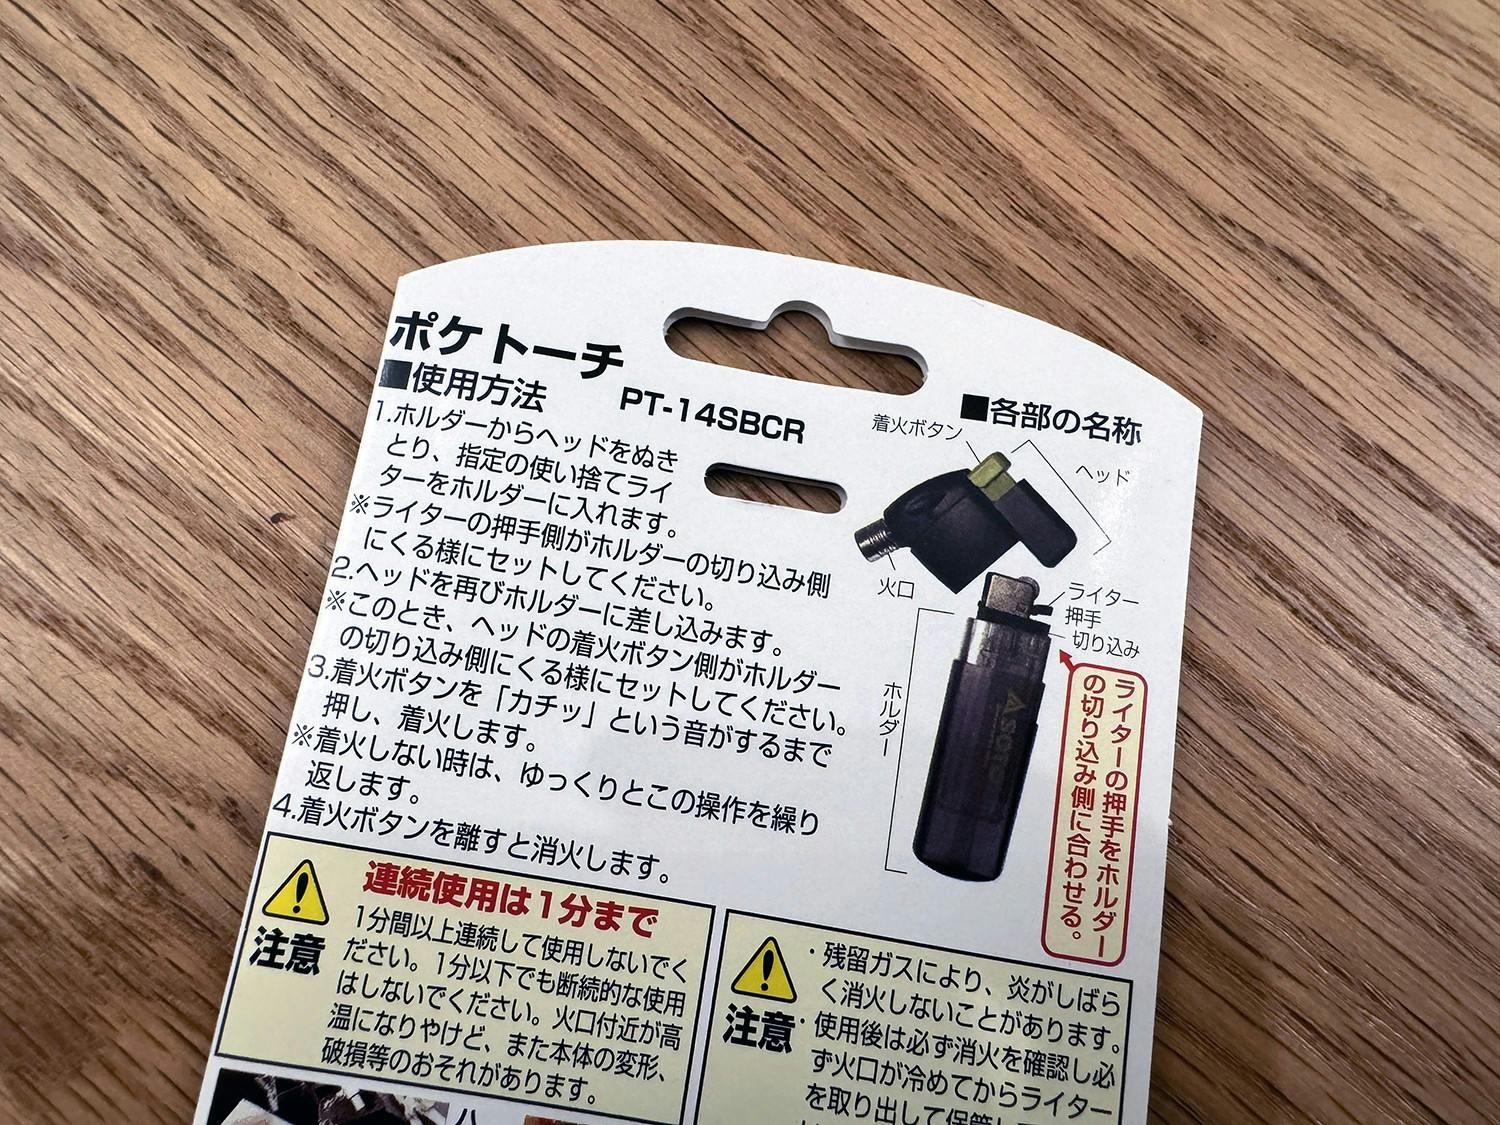 ポケトーチ
PT-14SBCR
■使用方法
1.ホルダーからヘッドをぬき
とり、指定の使い捨てライ
ターをホルダーに入れます。
※ライターの押手側がホルダーの切り込み側
にくる様にセットしてください。
2.ヘッドを再びホルダーに差し込みます。
※このとき、ヘッドの着火ボタン側がホルダー
の切り込み側にくる様にセットしてください。
3.着火ボタンを「カチッ」という音がするまで
押し、着火します。
※着火しない時は、ゆっくりとこの操作を繰り
返します。
4.着火ボタンを離すと消火します。
■各部の名称
着火ボタン
ヘッド
火口
ライター
押手
切り込み
ホルダー
SOTO
ライターの押手をホルダー
の切り込み側に合わせる。
注意
連続使用は1分まで
1分間以上連続して使用しないでく
ださい。1分以下でも断続的な使用
はしないでください。火口付近が高
温になりやけど、また本体の変形、
破損等のおそれがあります。
注意
・残留ガスにより、炎がしばら
く消火しないことがあります。
・使用後は必ず消火を確認し必
ず火口が冷めてからライター
を取り出して保管し